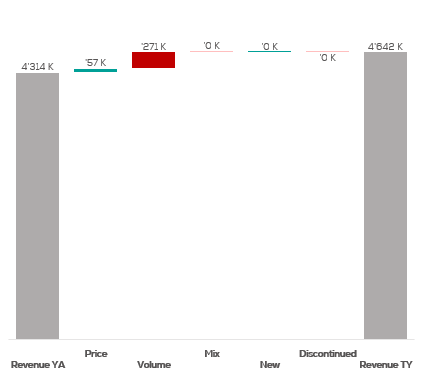 4'314 K
'57 K
'271 K
'0 K
'0 K
'0 K
4'642 K
Revenue YA
Price
Volume
Mix
New
Discontinued
Revenue TY